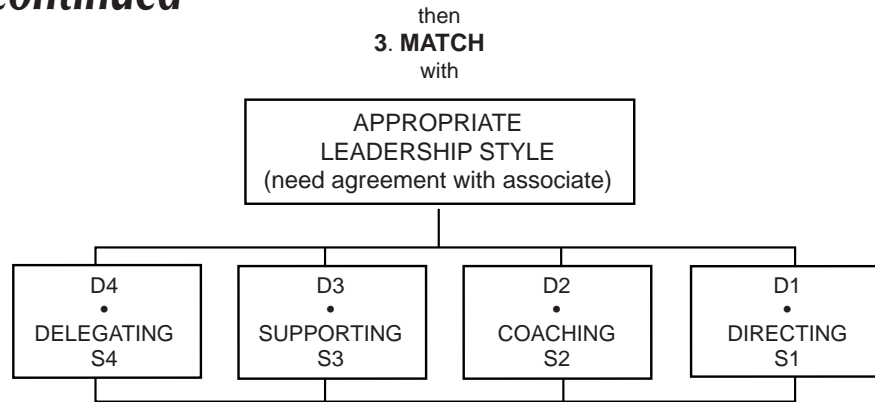 continued
then
3. MATCH
with
APPROPRIATE
LEADERSHIP STYLE
(need agreement with associate)
D4
•
DELEGATING
S4
D3
•
SUPPORTING
S3
D2
•
COACHING
S2
D1
•
DIRECTING
S1